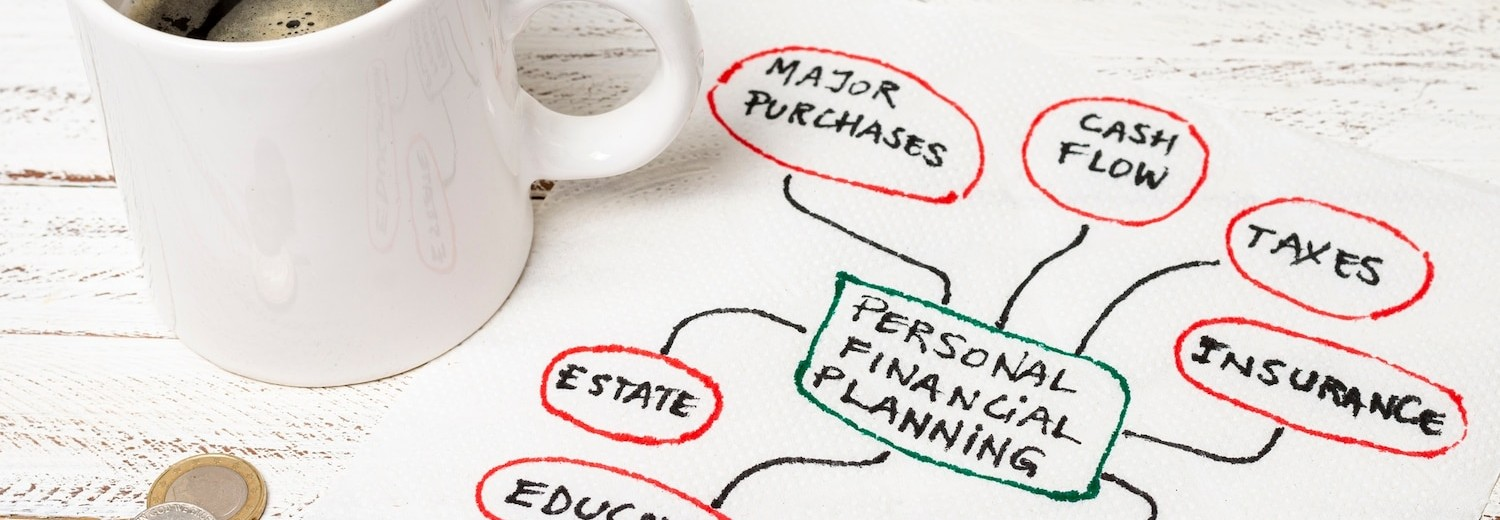 MAJOR
PURCHASES
CASH
FLOW
TAXES
INSURANCE
PERSONAL
FINANCIAL
PLANNING
ESTATE